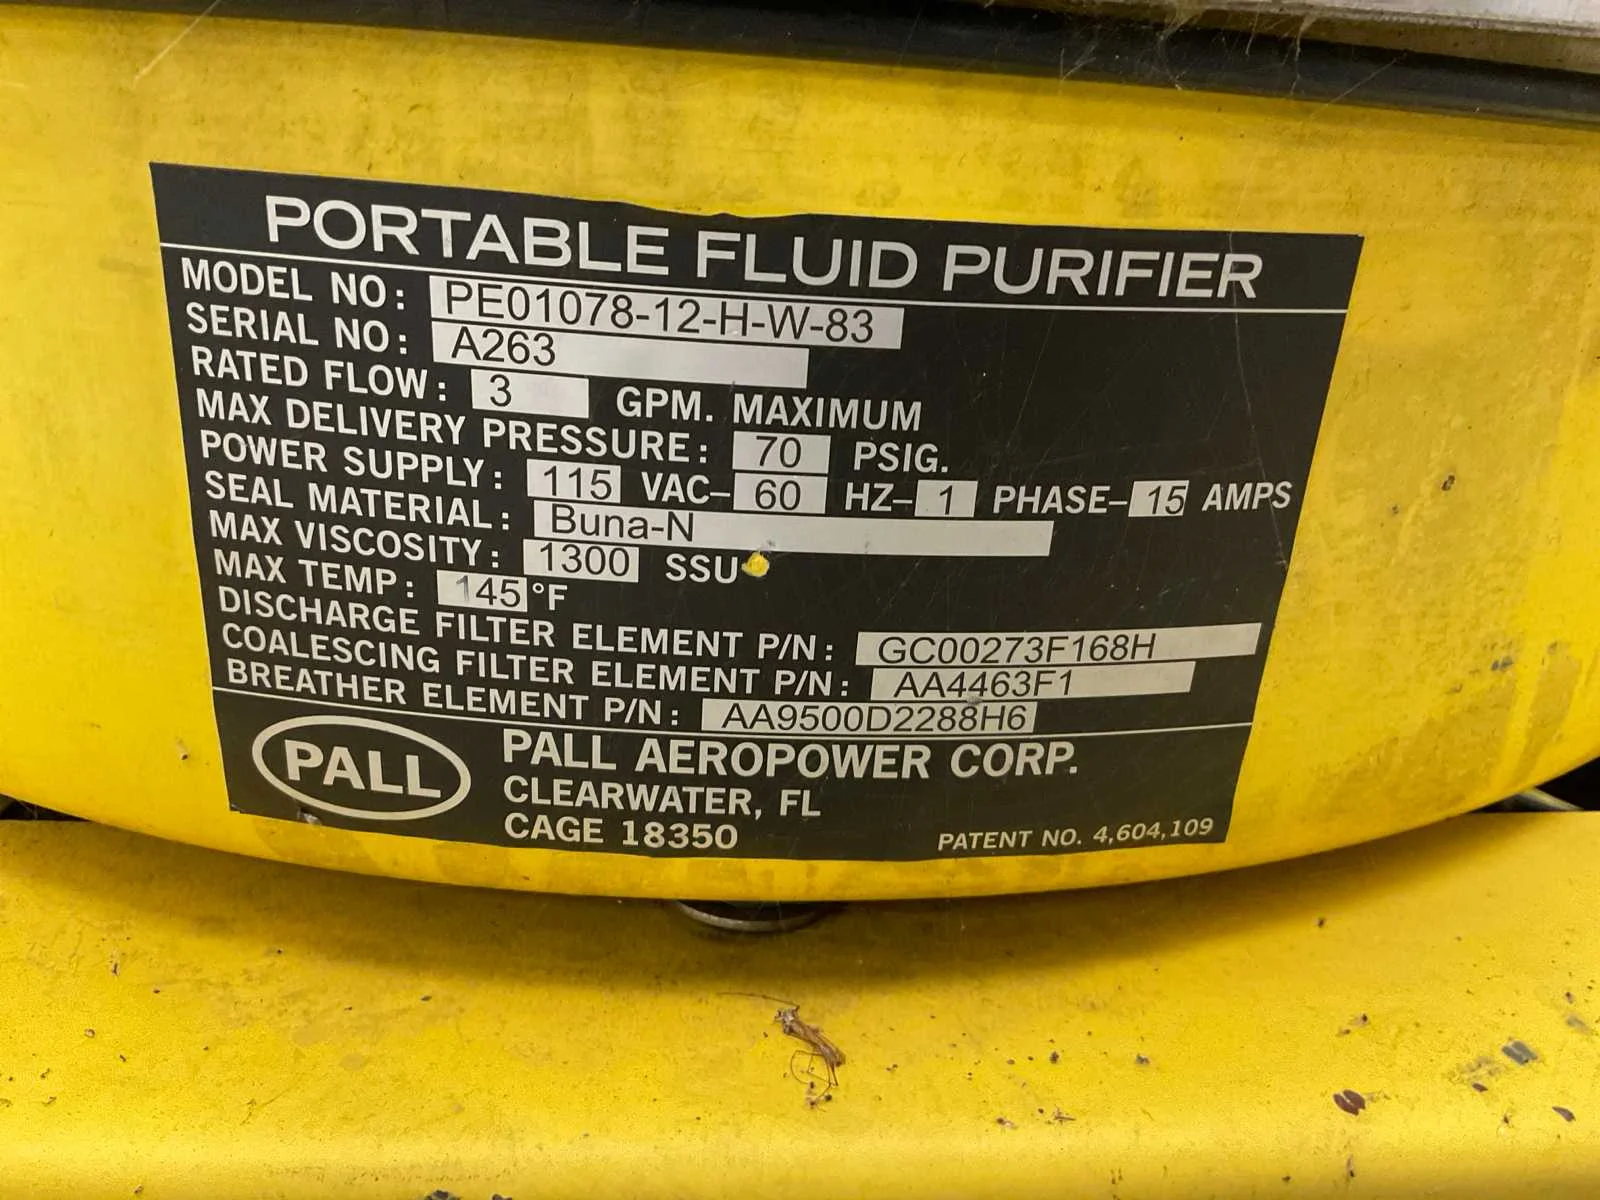 PORTABLE FLUID PURIFIER
MODEL NO: PE01078-12-H-W-83
SERIAL NO: A263
RATED FLOW: 3 GPM. MAXIMUM
MAX DELIVERY PRESSURE: 70 PSIG.
POWER SUPPLY: 115 VAC– 60 HZ– 1 PHASE– 15 AMPS
SEAL MATERIAL: Buna-N
MAX VISCOSITY: 1300 SSU
MAX TEMP: 145 °F
DISCHARGE FILTER ELEMENT P/N: GC00273F168H
COALESCING FILTER ELEMENT P/N: AA4463F1
BREATHER ELEMENT P/N: AA9500D2288H6
PALL
PALL AEROPOWER CORP.
CLEARWATER, FL
CAGE 18350
PATENT NO. 4,604,109